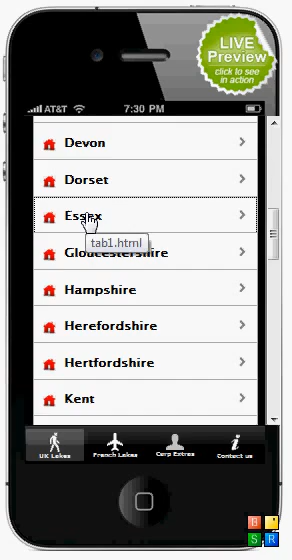 LIVE
Preview
click to see
in action
AT&T
7:30 PM
Devon
Dorset
Essex
tab1.html
Gloucestershire
Hampshire
Herefordshire
Hertfordshire
Kent
UK Lakes
French Lakes
Carp Extras
Contact us
B
S R